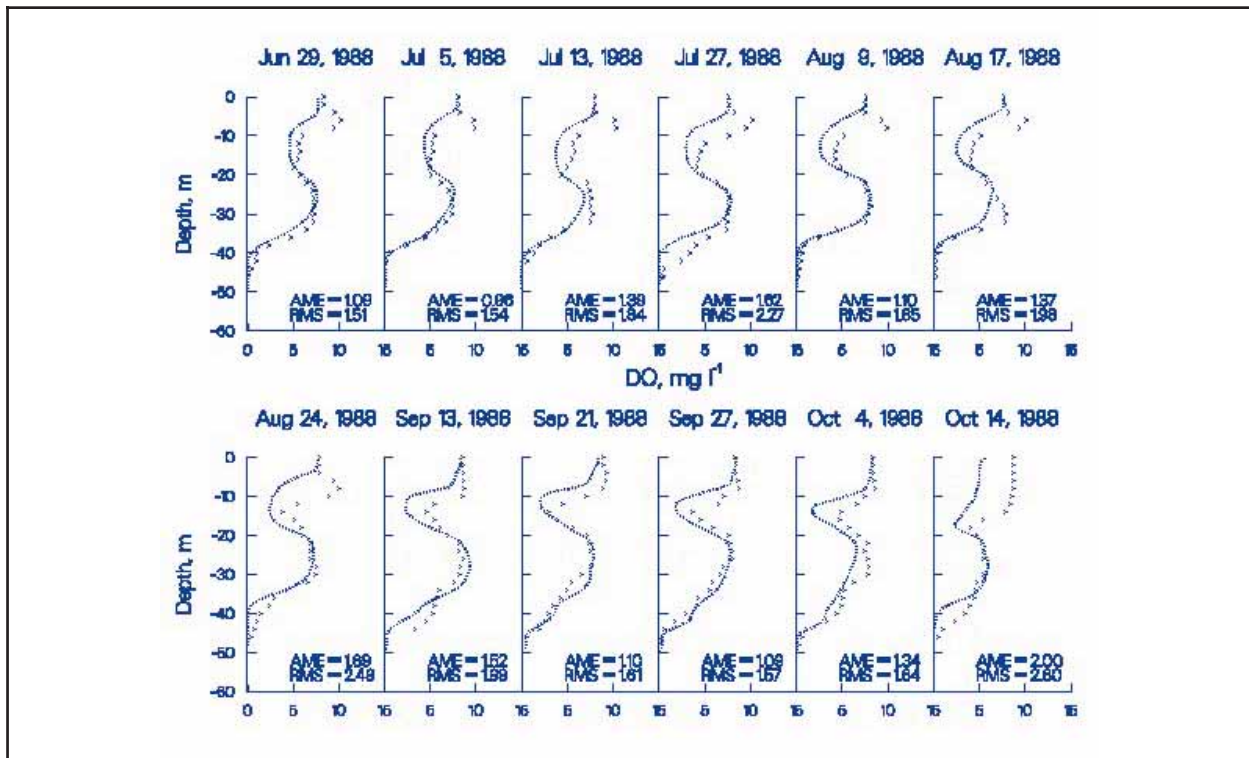 Jun 29, 1988 Jul 5, 1988 Jul 13, 1988 Jul 27, 1988 Aug 9, 1988 Aug 17, 1988
0
-10
-20
-30
-40
-50
-60
Depth, m
AME = 1.09 AME = 0.96 AME = 1.39 AME = 1.62 AME = 1.10 AME = 1.37
RMS = 1.51 RMS = 1.54 RMS = 1.84 RMS = 2.27 RMS = 1.65 RMS = 1.98
0 5 10 15 5 10 15 5 10 15 5 10 15 5 10 15 5 10 15
DO, mg l-1
Aug 24, 1988 Sep 13, 1988 Sep 21, 1988 Sep 27, 1988 Oct 4, 1988 Oct 14, 1988
0
-10
-20
-30
-40
-50
-60
Depth, m
AME = 1.69 AME = 1.52 AME = 1.10 AME = 1.09 AME = 1.34 AME = 2.00
RMS = 2.49 RMS = 1.99 RMS = 1.61 RMS = 1.57 RMS = 1.64 RMS = 2.60
0 5 10 15 5 10 15 5 10 15 5 10 15 5 10 15 5 10 15